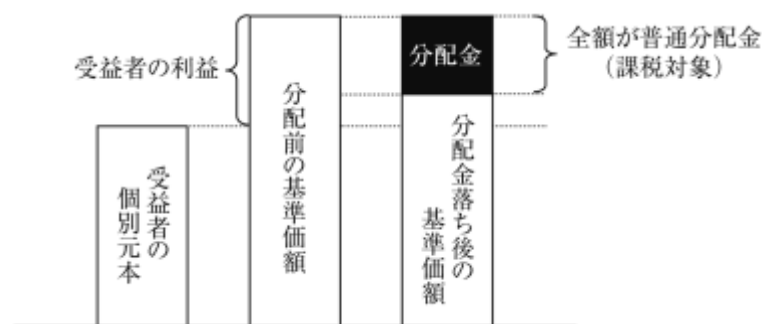 受益者の利益
受益者の
個別元本
分配前の基準価額
分配金
分配金落ち後の
基準価額
全額が普通分配金
（課税対象）